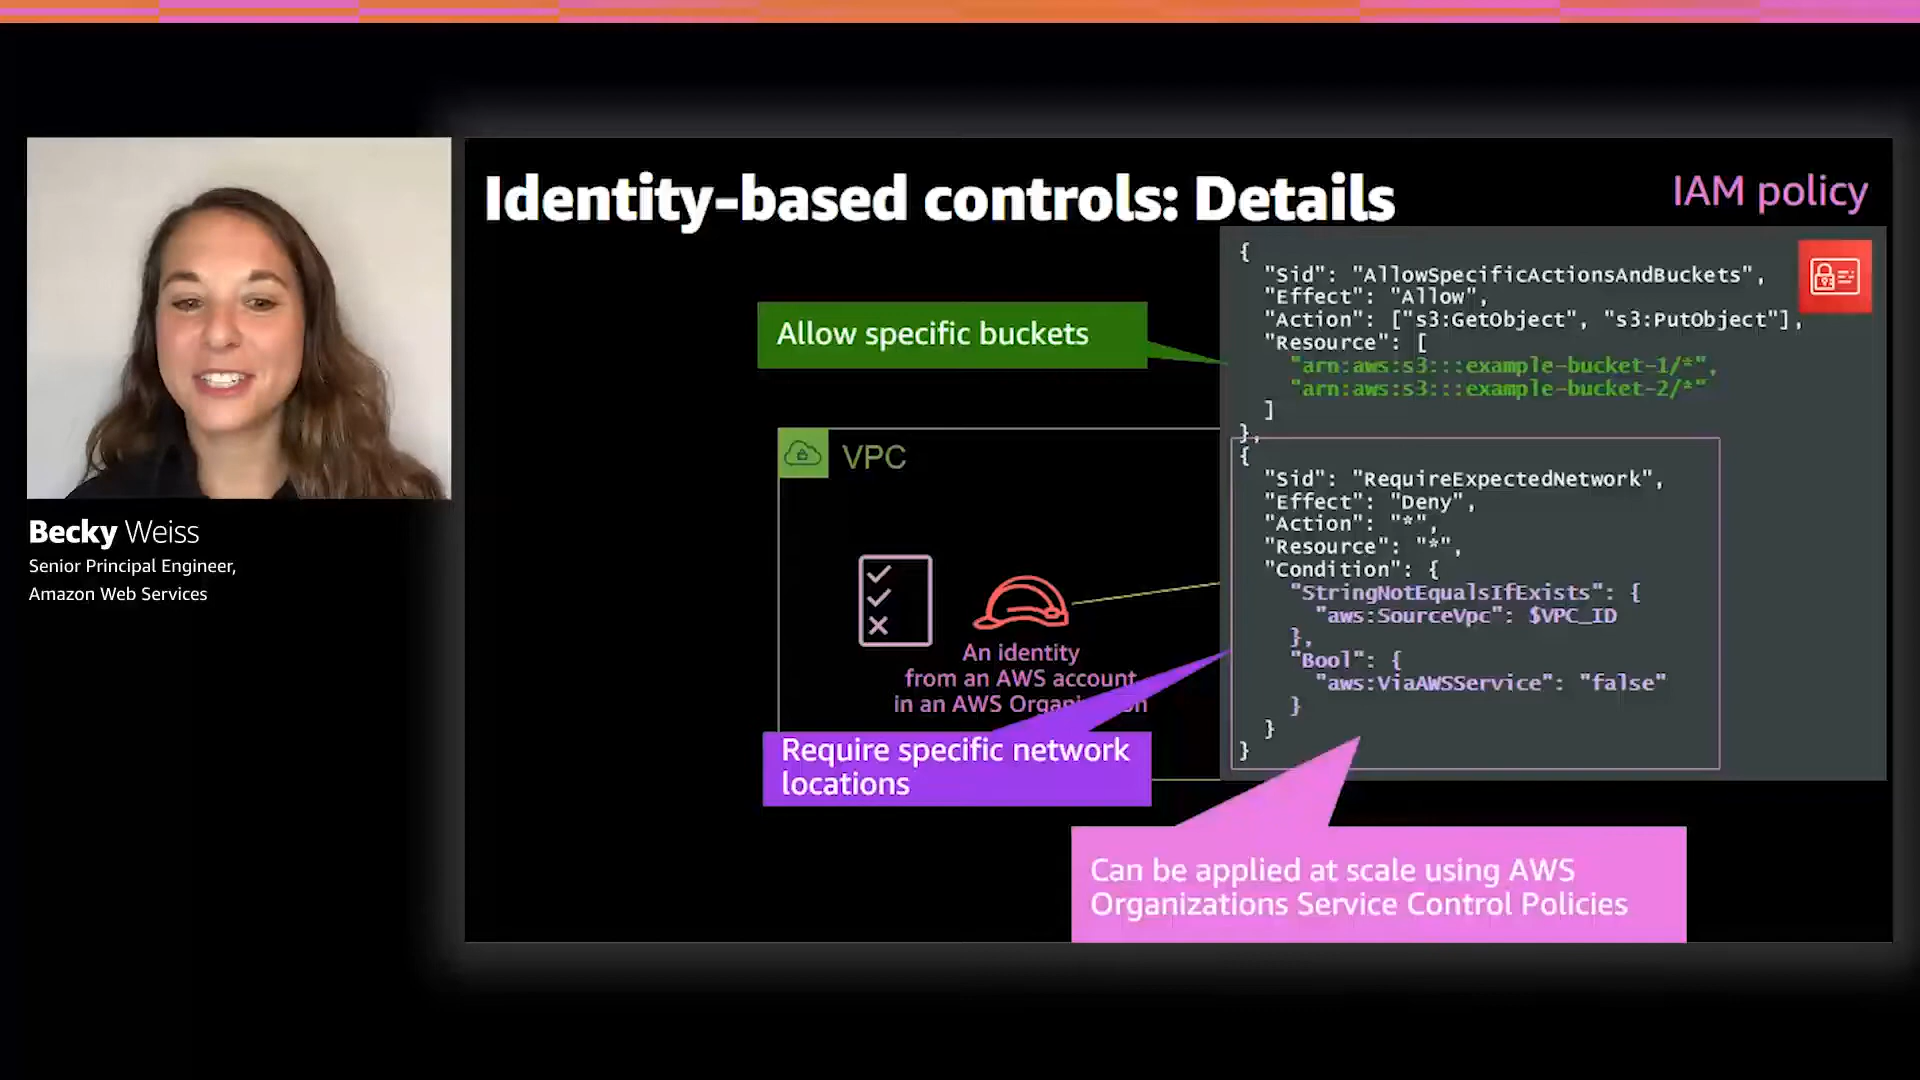 Becky Weiss
Senior Principal Engineer,
Amazon Web Services
Identity-based controls: Details
IAM policy
Allow specific buckets
VPC
An identity
from an AWS account
in an AWS
Require specific network
locations
{
"Sid": "AllowSpecificActionsAndBuckets",
"Effect": "Allow",
"Action": ["s3:GetObject", "s3:PutObject"],
"Resource": [
"arn:aws:s3:::example-bucket-1/*",
"arn:aws:s3:::example-bucket-2/*"
]
},
{
"Sid": "RequireExpectedNetwork",
"Effect": "Deny",
"Action": "*",
"Resource": "*",
"Condition": {
"StringNotEqualsIfExists": {
"aws:SourceVpc": $VPC_ID
},
"Bool": {
"aws:ViaAWSService": "false"
}
}
}
Can be applied at scale using AWS
Organizations Service Control Policies